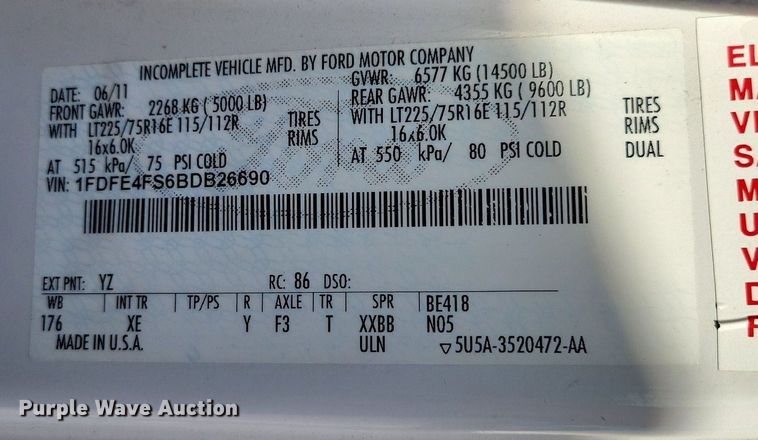 INCOMPLETE VEHICLE MFD. BY FORD MOTOR COMPANY
DATE: 06/11 GVWR: 6577 KG (14500 LB)
FRONT GAWR: 2268 KG ( 5000 LB) REAR GAWR: 4355 KG ( 9600 LB)
WITH LT225/75R16E 115/112R TIRES WITH LT225/75R16E 115/112R TIRES
16x6.0K RIMS 16x6.0K RIMS
AT 515 kPa/ 75 PSI COLD AT 550 kPa/ 80 PSI COLD DUAL
VIN: 1FDFE4FS6BDB26690
EXT PNT: YZ RC: 86 DSO:
WB INT TR TP/PS R AXLE TR SPR BE418
176 XE Y F3 T XXBB N05
MADE IN U.S.A. ULN ▽5U5A-3520472-AA
EL
MA
S
M
U
V
Purple Wave Auction